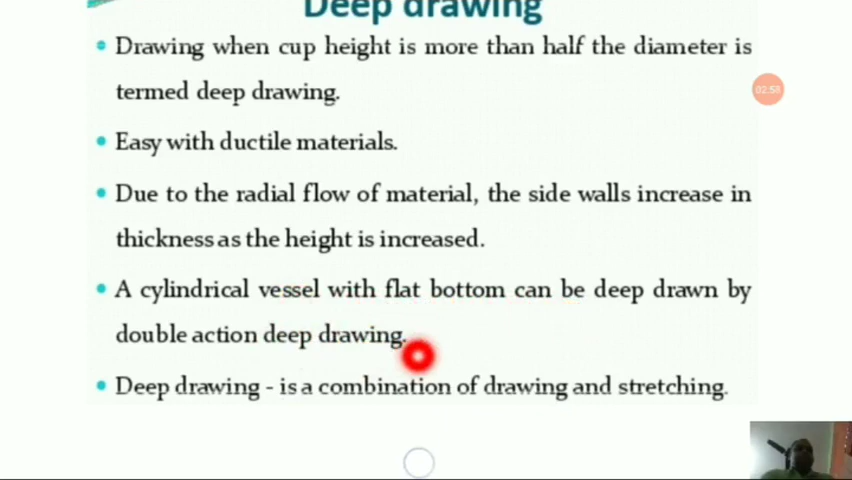 Deep drawing
Drawing when cup height is more than half the diameter is
termed deep drawing.
Easy with ductile materials.
Due to the radial flow of material, the side walls increase in
thickness as the height is increased.
A cylindrical vessel with flat bottom can be deep drawn by
double action deep drawing.
Deep drawing - is a combination of drawing and stretching.
02:58